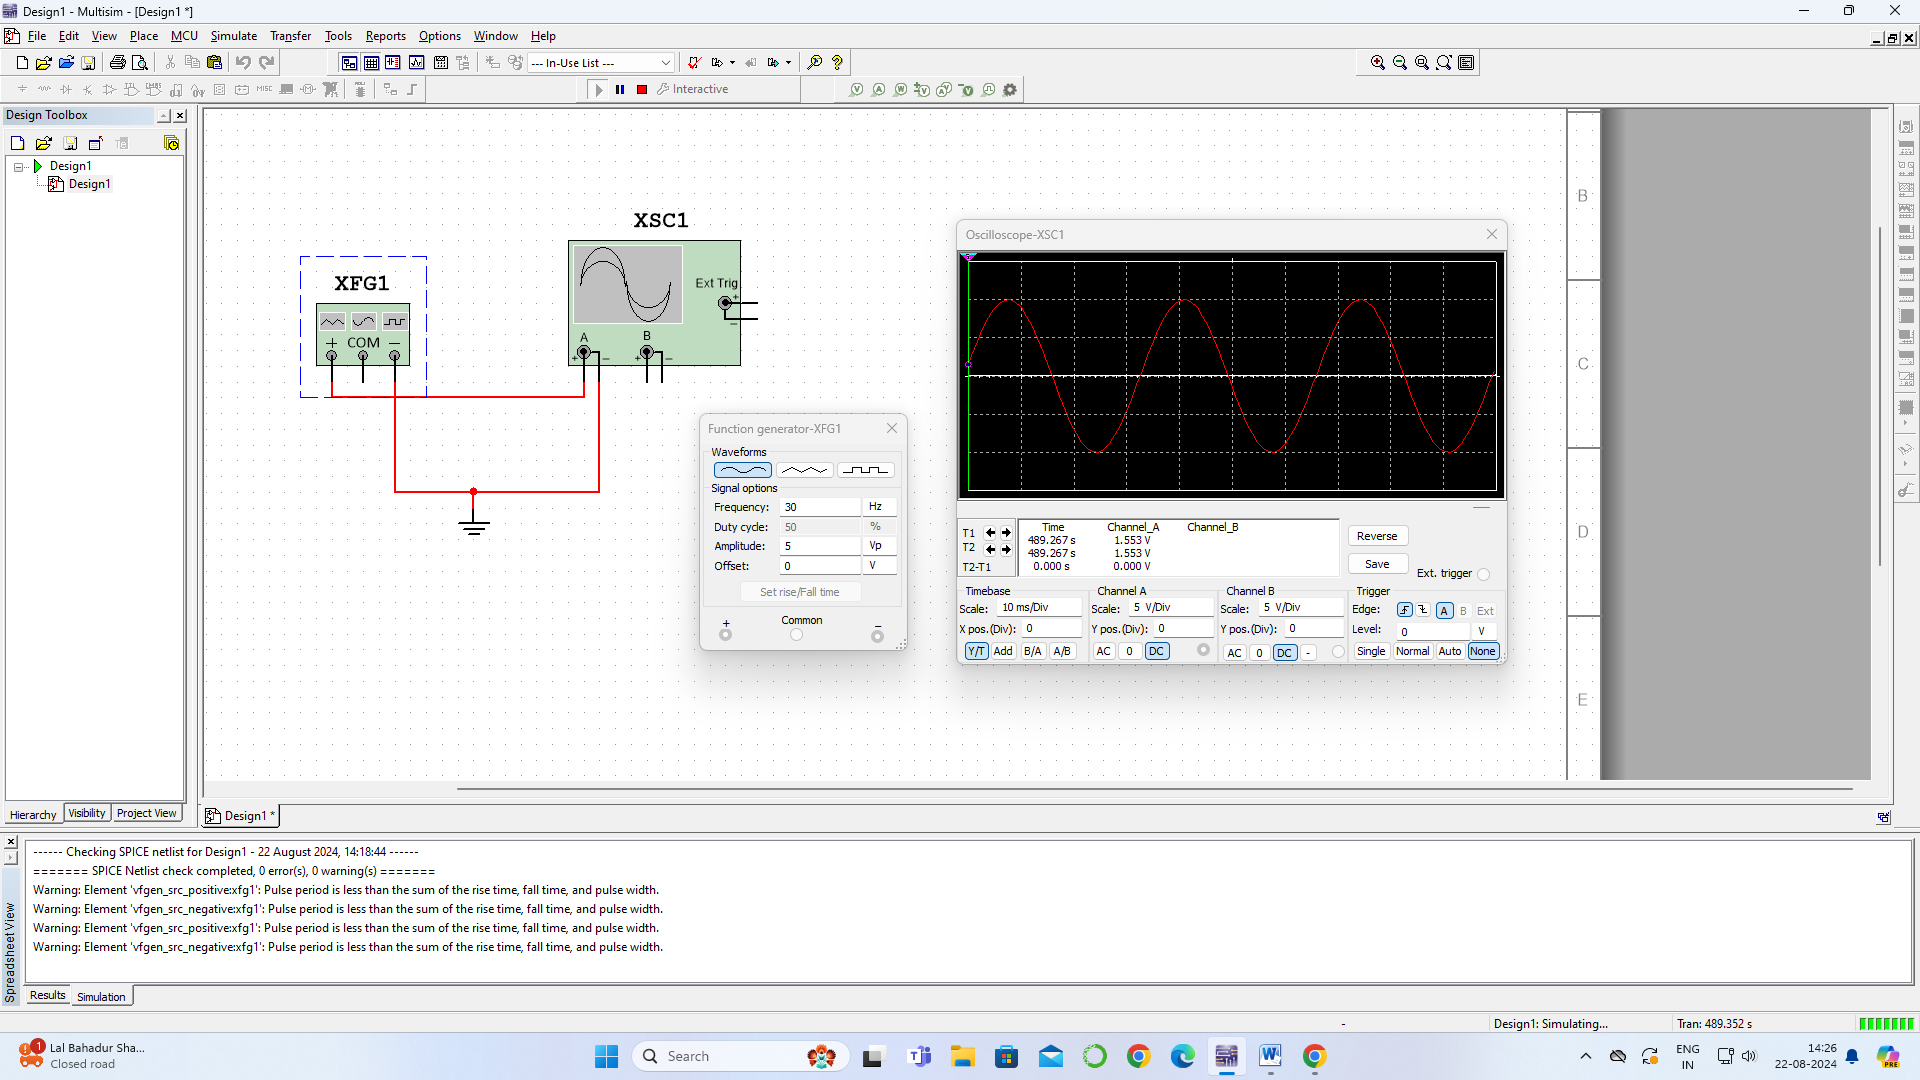 Design1 - Multisim - [Design1 *]
File Edit View Place MCU Simulate Transfer Tools Reports Options Window Help
--- In-Use List ---
Interactive
Design Toolbox
Design1
Design1
Hierarchy Visibility Project View
XFG1
+ COM −
XSC1
Ext Trig
+
−
A B
+ − + −
B
C
D
E
Function generator-XFG1
Waveforms
Signal options
Frequency: 30 Hz
Duty cycle: 50 %
Amplitude: 5 Vp
Offset: 0 V
Set rise/Fall time
+ Common −
Oscilloscope-XSC1
Time Channel_A Channel_B
T1 489.267 s 1.553 V
T2 489.267 s 1.553 V
T2-T1 0.000 s 0.000 V
Reverse
Save
Ext. trigger
Timebase Channel A Channel B Trigger
Scale: 10 ms/Div Scale: 5 V/Div Scale: 5 V/Div Edge: A B Ext
X pos.(Div): 0 Y pos.(Div): 0 Y pos.(Div): 0 Level: 0 V
Y/T Add B/A A/B AC 0 DC AC 0 DC - Single Normal Auto None
Design1 *
------ Checking SPICE netlist for Design1 - 22 August 2024, 14:18:44 ------
======= SPICE Netlist check completed, 0 error(s), 0 warning(s) =======
Warning: Element 'vfgen_src_positive:xfg1': Pulse period is less than the sum of the rise time, fall time, and pulse width.
Warning: Element 'vfgen_src_negative:xfg1': Pulse period is less than the sum of the rise time, fall time, and pulse width.
Warning: Element 'vfgen_src_positive:xfg1': Pulse period is less than the sum of the rise time, fall time, and pulse width.
Warning: Element 'vfgen_src_negative:xfg1': Pulse period is less than the sum of the rise time, fall time, and pulse width.
Spreadsheet View
Results Simulation
- Design1: Simulating... Tran: 489.352 s
1 Lal Bahadur Sha...
Closed road
Search
ENG
IN
14:26
22-08-2024
PRE